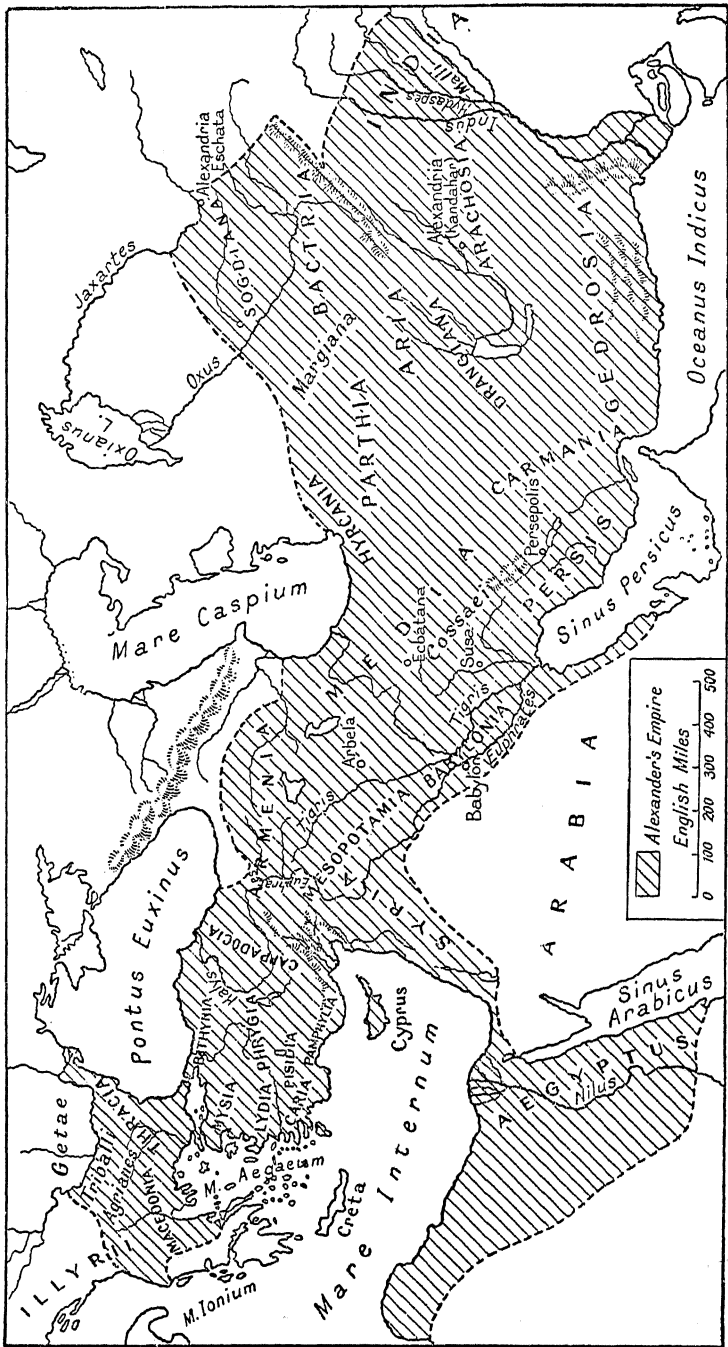 ILLYRII
Getae
Triballi
Agrianes
THRACIA
MACEDONIA
M. Ionium
M. Aegaeum
Creta
Mare Internum
Pontus Euxinus
BITHYNIA
MYSIA
LYDIA
PHRYGIA
CARIA
PISIDIA
PAMPHYLIA
Halys
CAPPADOCIA
Cyprus
ARMENIA
Tigris
MESOPOTAMIA
SYRIA
AEGYPTUS
Nilus
Sinus
Arabicus
ARABIA
Mare Caspium
MEDIA
Arbela
Ecbatana
Cossaei
Susa
Tigris
BABYLONIA
Babylon
Euphrates
PERSIS
Persepolis
Sinus Persicus
CARMANIA
HYRCANIA
PARTHIA
Margiana
ARIA
DRANGIANA
Oxianus
L.
Jaxartes
Oxus
SOGDIANA
Alexandria
Eschata
BACTRIA
Alexandria
(Kandahar)
ARACHOSIA
GEDROSIA
INDIA
Malli
Hydaspes
Indus
Oceanus Indicus
Alexander's Empire
English Miles
0 100 200 300 400 500